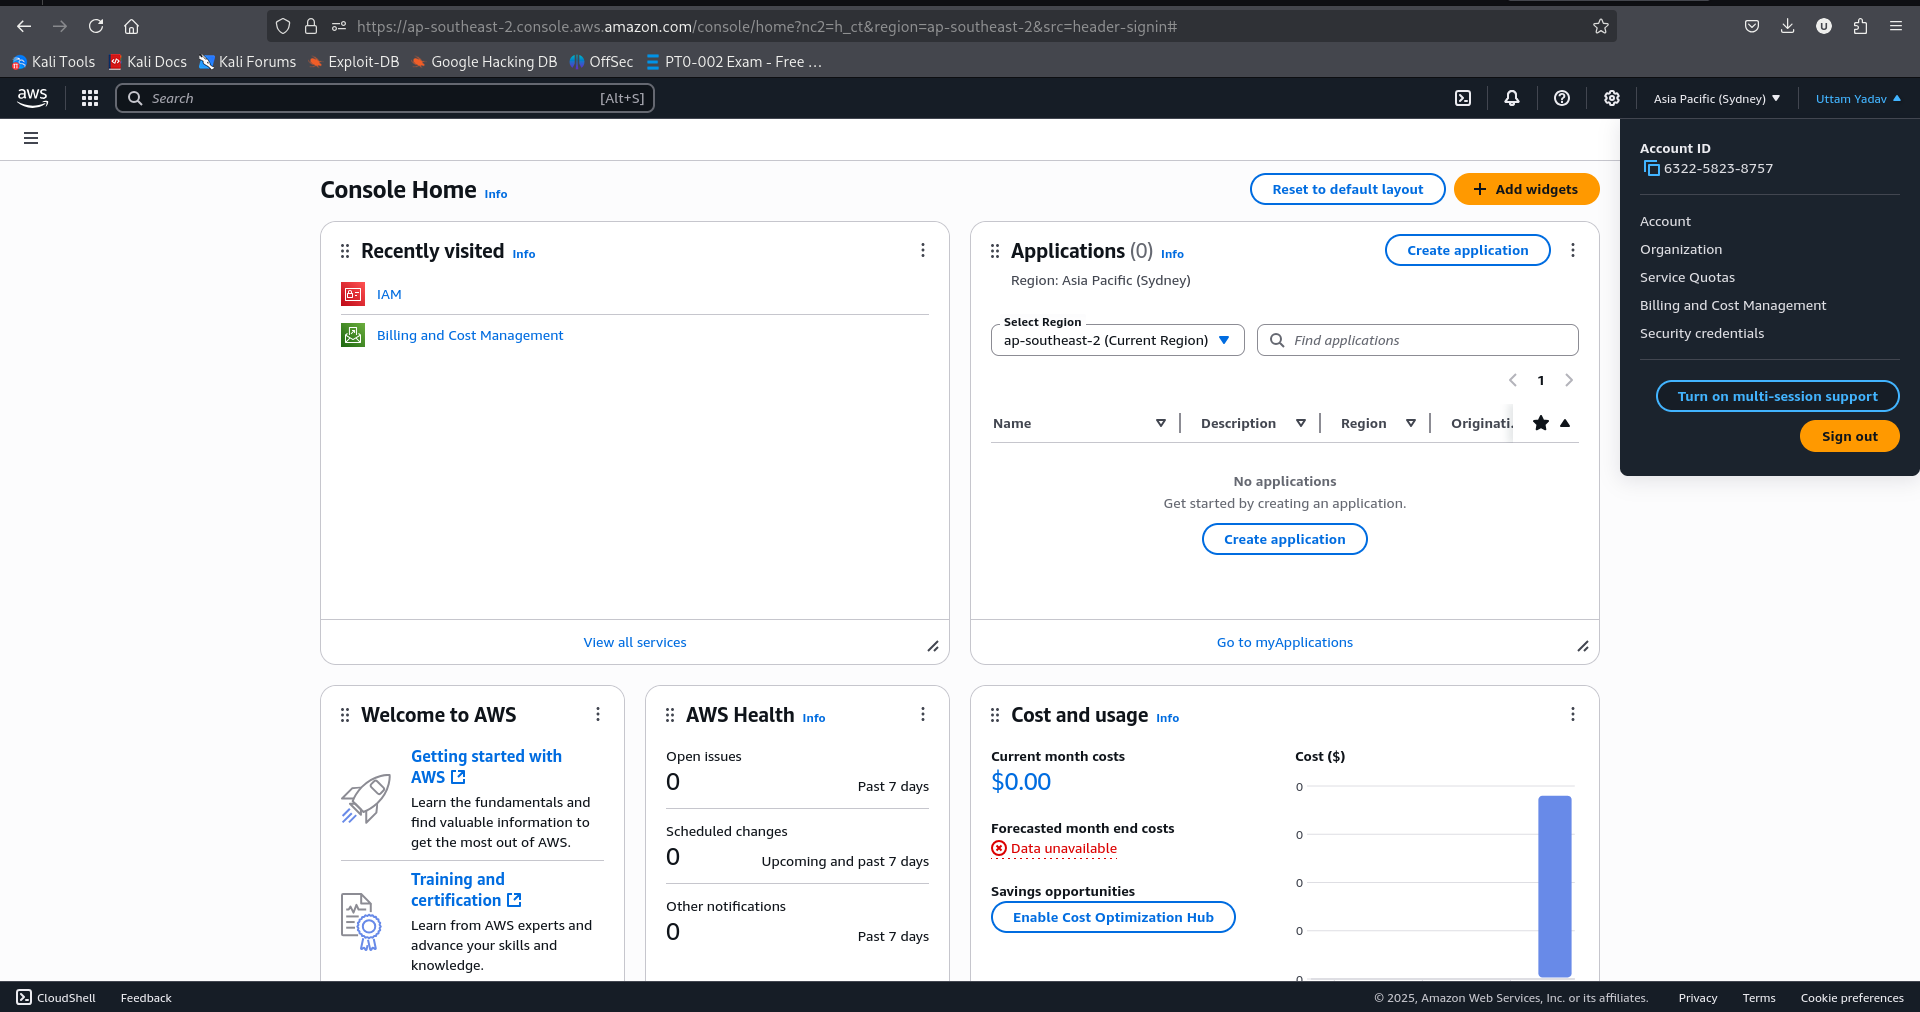 https://ap-southeast-2.console.aws.amazon.com/console/home?nc2=h_ct&region=ap-southeast-2&src=header-signin#
Kali Tools Kali Docs Kali Forums Exploit-DB Google Hacking DB OffSec PT0-002 Exam - Free ...
aws Search [Alt+S] Asia Pacific (Sydney) Uttam Yadav
Account ID
6322-5823-8757
Account
Organization
Service Quotas
Billing and Cost Management
Security credentials
Turn on multi-session support
Sign out
Console Home Info
Reset to default layout Add widgets
Recently visited Info
IAM
Billing and Cost Management
View all services
Applications (0) Info Create application
Region: Asia Pacific (Sydney)
Select Region
ap-southeast-2 (Current Region) Find applications
1
Name Description Region Originati.
No applications
Get started by creating an application.
Create application
Go to myApplications
Welcome to AWS
Getting started with
AWS
Learn the fundamentals and
find valuable information to
get the most out of AWS.
Training and
certification
Learn from AWS experts and
advance your skills and
knowledge.
AWS Health Info
Open issues
0 Past 7 days
Scheduled changes
0 Upcoming and past 7 days
Other notifications
0 Past 7 days
Cost and usage Info
Current month costs
$0.00
Forecasted month end costs
Data unavailable
Savings opportunities
Enable Cost Optimization Hub
Cost ($)
0
0
0
0
0
CloudShell Feedback © 2025, Amazon Web Services, Inc. or its affiliates. Privacy Terms Cookie preferences